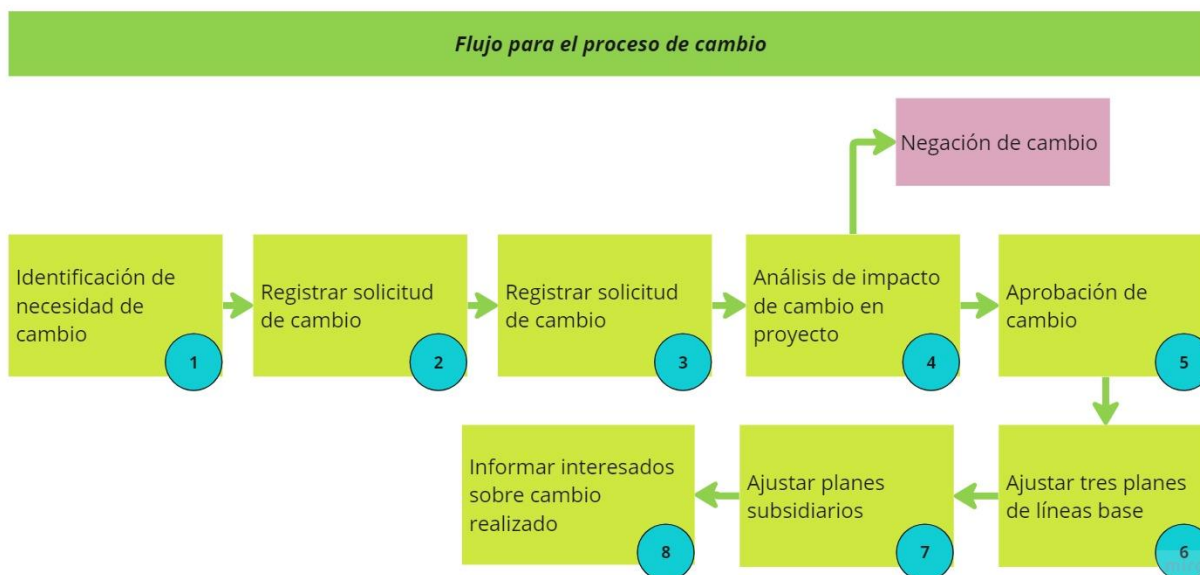 Flujo para el proceso de cambio
Negación de cambio
Identificación de
necesidad de
cambio
1
Registrar solicitud
de cambio
2
Registrar solicitud
de cambio
3
Análisis de impacto
de cambio en
proyecto
4
Aprobación de
cambio
5
Informar interesados
sobre cambio
realizado
8
Ajustar planes
subsidiarios
7
Ajustar tres planes
de líneas base
6